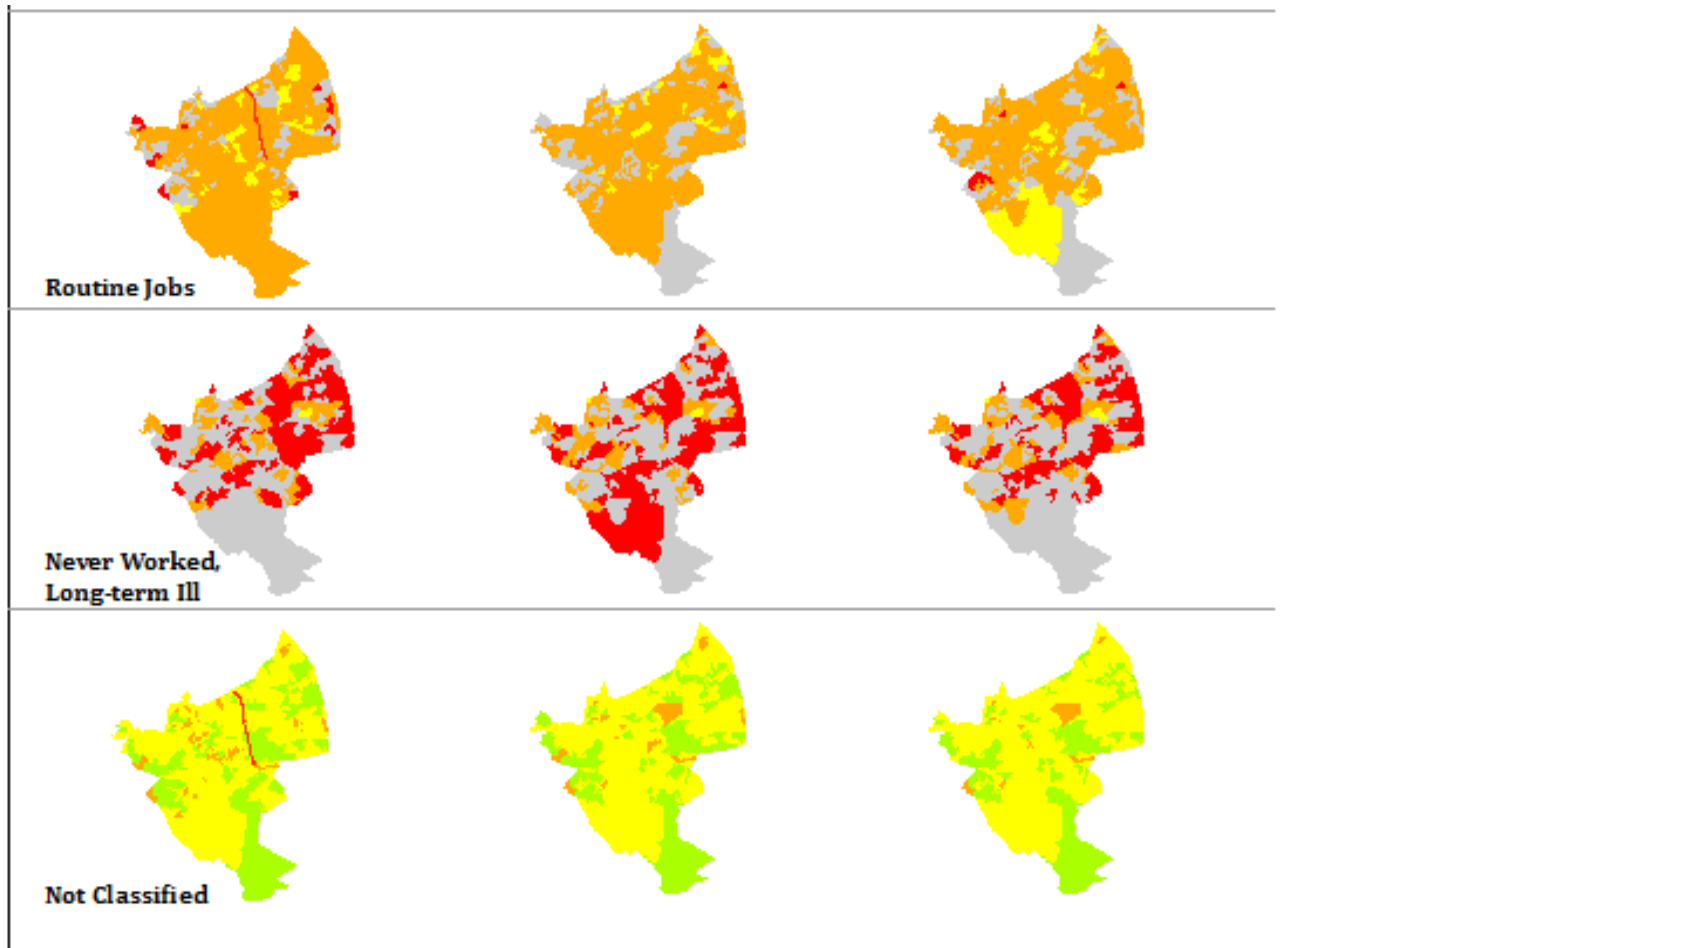 Routine Jobs
Never Worked,
Long-term Ill
Not Classified